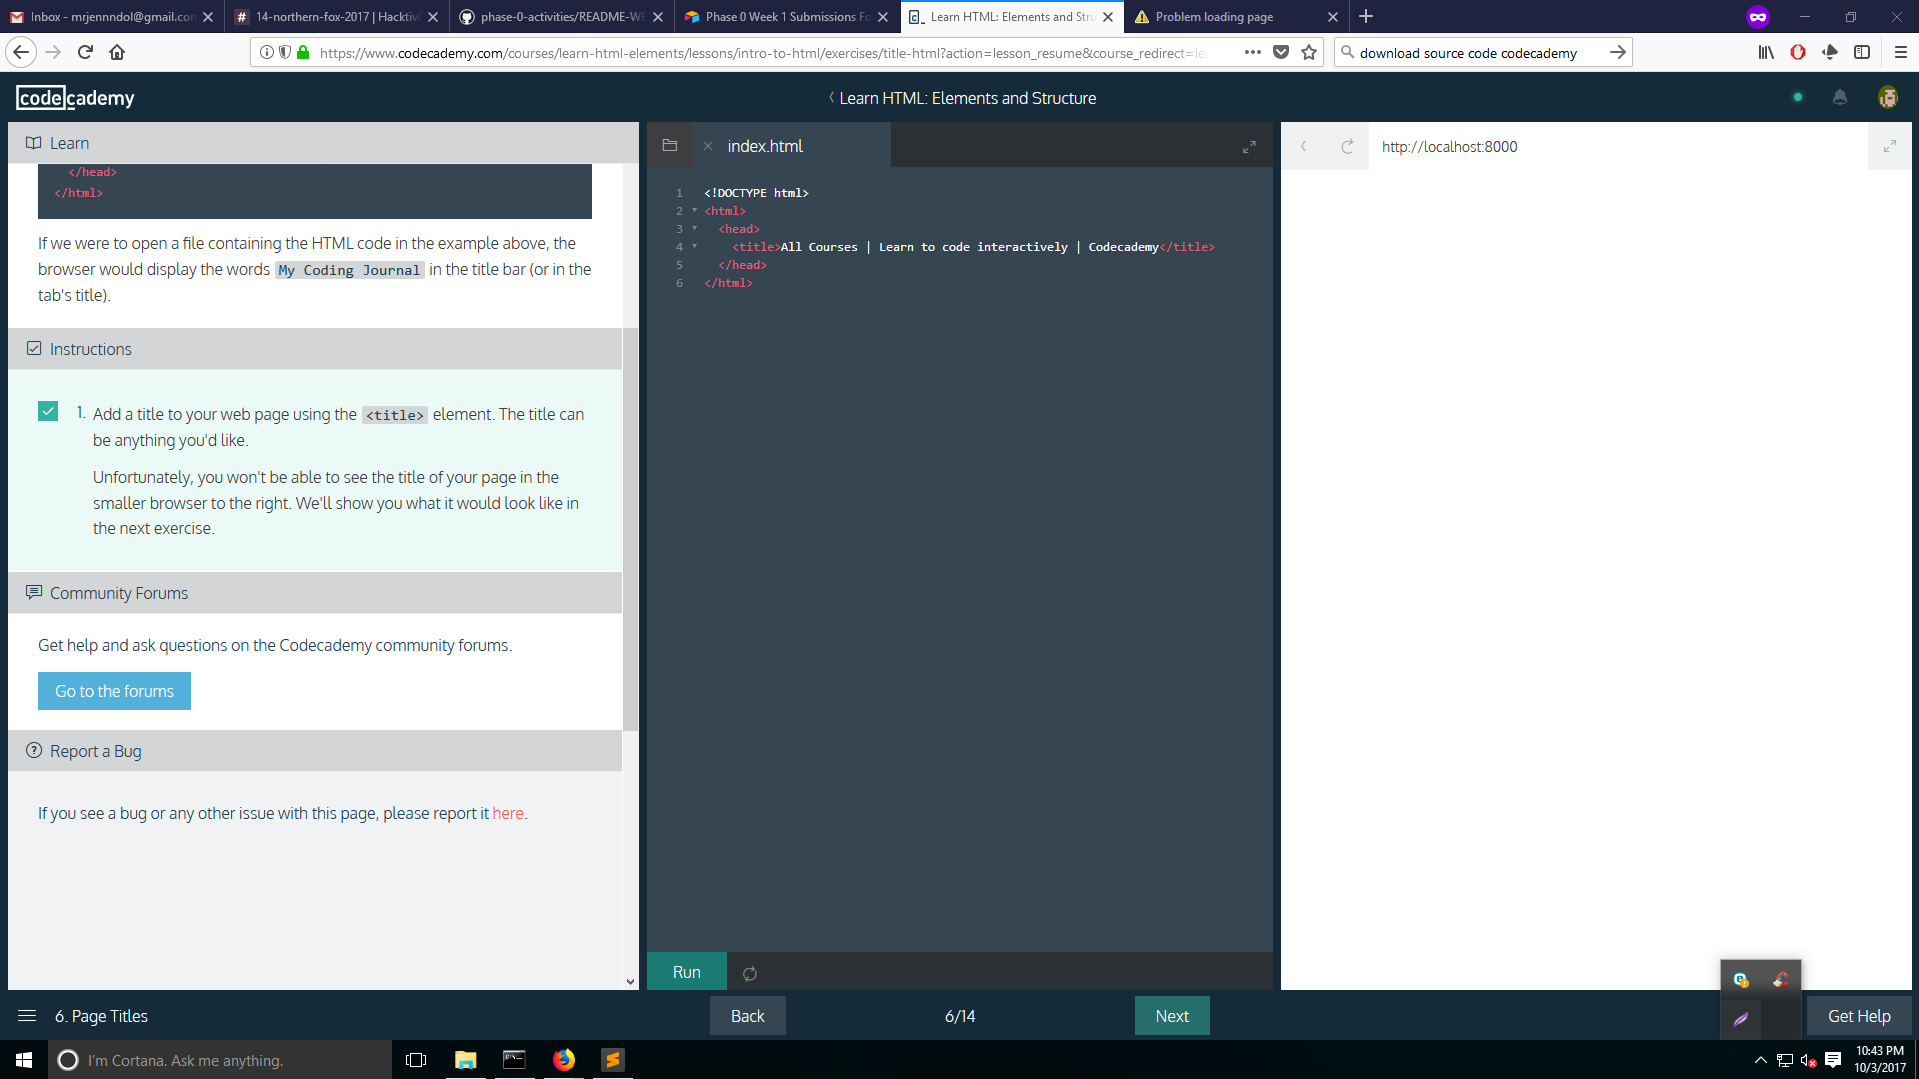 Inbox - mrjennndol@gmail.com
14-northern-fox-2017 | Hacktiv
phase-0-activities/README-WE
Phase 0 Week 1 Submissions Fo
Learn HTML: Elements and Stru
Problem loading page
https://www.codecademy.com/courses/learn-html-elements/lessons/intro-to-html/exercises/title-html?action=lesson_resume&course_redirect=le
download source code codecademy
codecademy
Learn HTML: Elements and Structure
Learn
</head>
</html>
If we were to open a file containing the HTML code in the example above, the
browser would display the words My Coding Journal in the title bar (or in the
tab's title).
Instructions
1. Add a title to your web page using the <title> element. The title can
be anything you'd like.
Unfortunately, you won't be able to see the title of your page in the
smaller browser to the right. We'll show you what it would look like in
the next exercise.
Community Forums
Get help and ask questions on the Codecademy community forums.
Go to the forums
Report a Bug
If you see a bug or any other issue with this page, please report it here.
index.html
1 <!DOCTYPE html>
2 <html>
3 <head>
4 <title>All Courses | Learn to code interactively | Codecademy</title>
5 </head>
6 </html>
Run
http://localhost:8000
6. Page Titles
Back
6/14
Next
Get Help
I'm Cortana. Ask me anything.
10:43 PM
10/3/2017